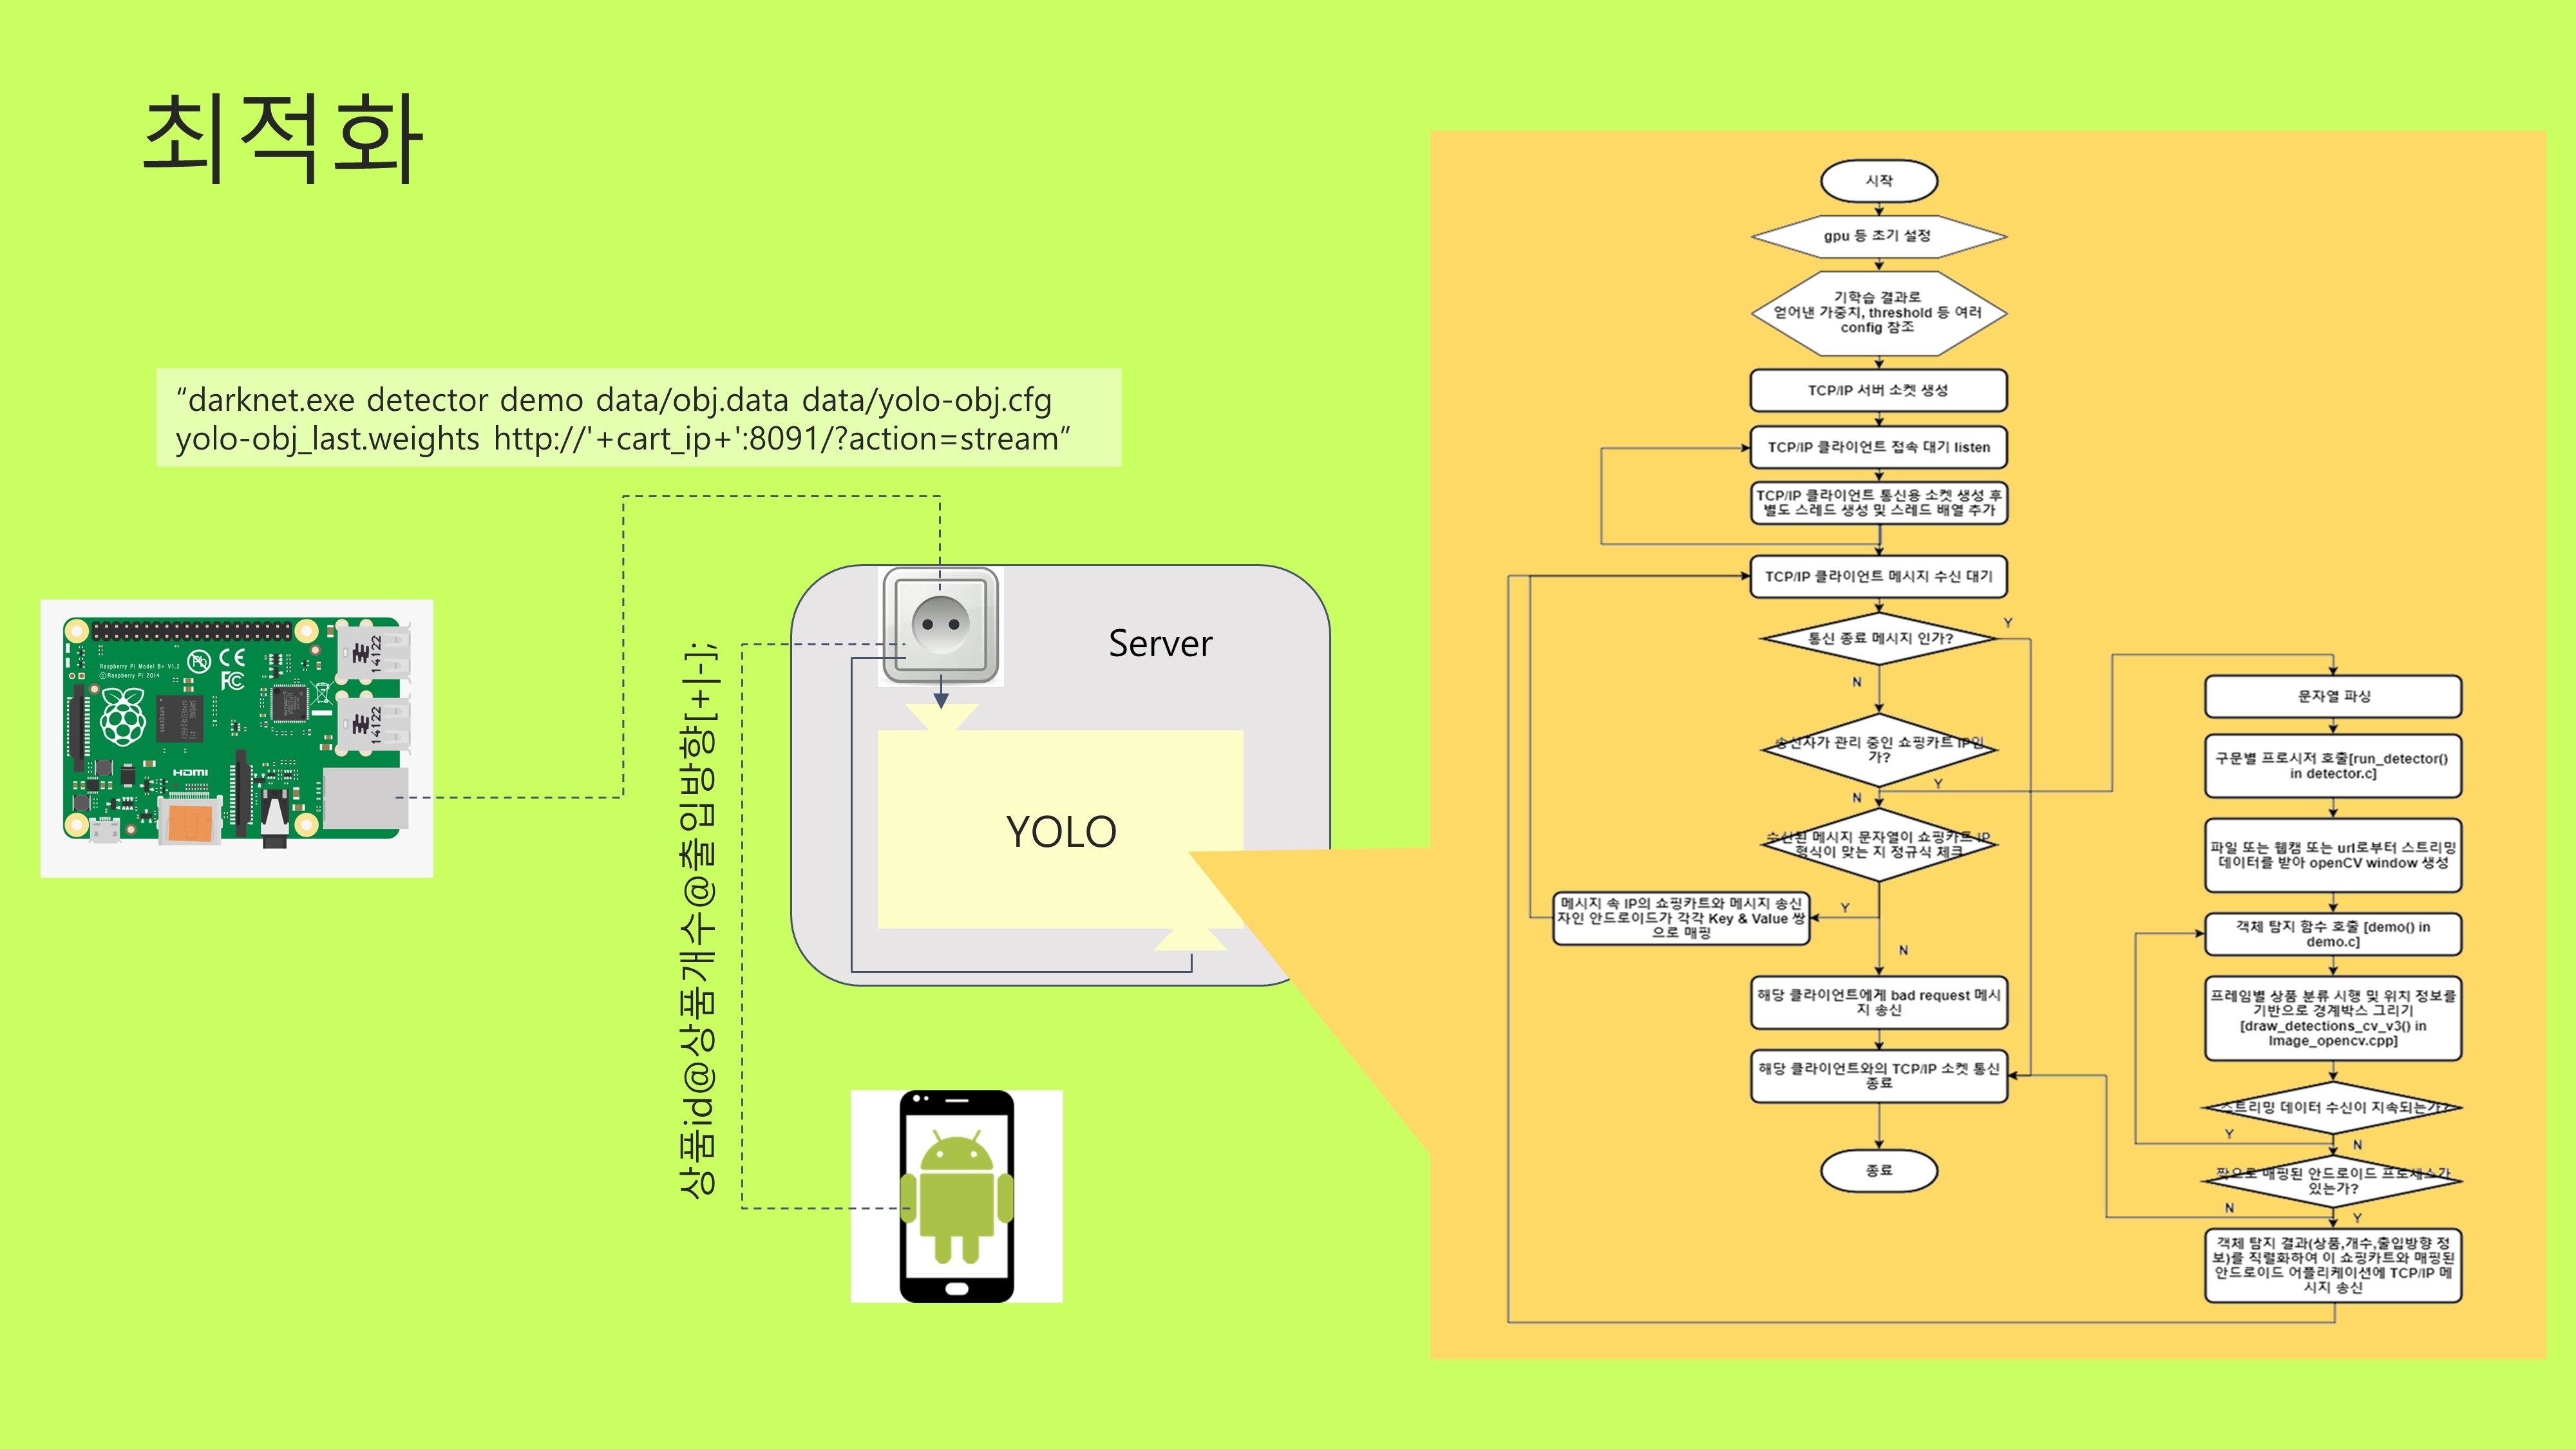 최적화
“darknet.exe detector demo data/obj.data data/yolo-obj.cfg
yolo-obj_last.weights http://'+cart_ip+':8091/?action=stream”
Raspberry Pi Model B+ V1.2
©Raspberry Pi 2014
HDMI
14122
14122
상품id@상품개수@출입방향[+|-];
Server
YOLO
시작
gpu 등 초기 설정
기학습 결과로
얻어낸 가중치, threshold 등 여러
config 참조
TCP/IP 서버 소켓 생성
TCP/IP 클라이언트 접속 대기 listen
TCP/IP 클라이언트 통신용 소켓 생성 후
별도 스레드 생성 및 스레드 배열 추가
TCP/IP 클라이언트 메시지 수신 대기
통신 종료 메시지 인가?
Y
N
송신자가 관리 중인 쇼핑카트 IP인
가?
Y
N
수신된 메시지 문자열이 쇼핑카트 IP
형식이 맞는 지 정규식 체크
Y
메시지 속 IP의 쇼핑카트와 메시지 송신
자인 안드로이드가 각각 Key & Value 쌍
으로 매핑
N
해당 클라이언트에게 bad request 메시
지 송신
해당 클라이언트와의 TCP/IP 소켓 통신
종료
종료
문자열 파싱
구문별 프로시저 호출[run_detector()
in detector.c]
파일 또는 웹캠 또는 url로부터 스트리밍
데이터를 받아 openCV window 생성
객체 탐지 함수 호출 [demo() in
demo.c]
프레임별 상품 분류 시행 및 위치 정보를
기반으로 경계박스 그리기
[draw_detections_cv_v3() in
Image_opencv.cpp]
스트리밍 데이터 수신이 지속되는가?
Y
N
짝으로 매핑된 안드로이드 프로세스가
있는가?
N
Y
객체 탐지 결과(상품,개수,출입방향 정
보)를 직렬화하여 이 쇼핑카트와 매핑된
안드로이드 어플리케이션에 TCP/IP 메
시지 송신